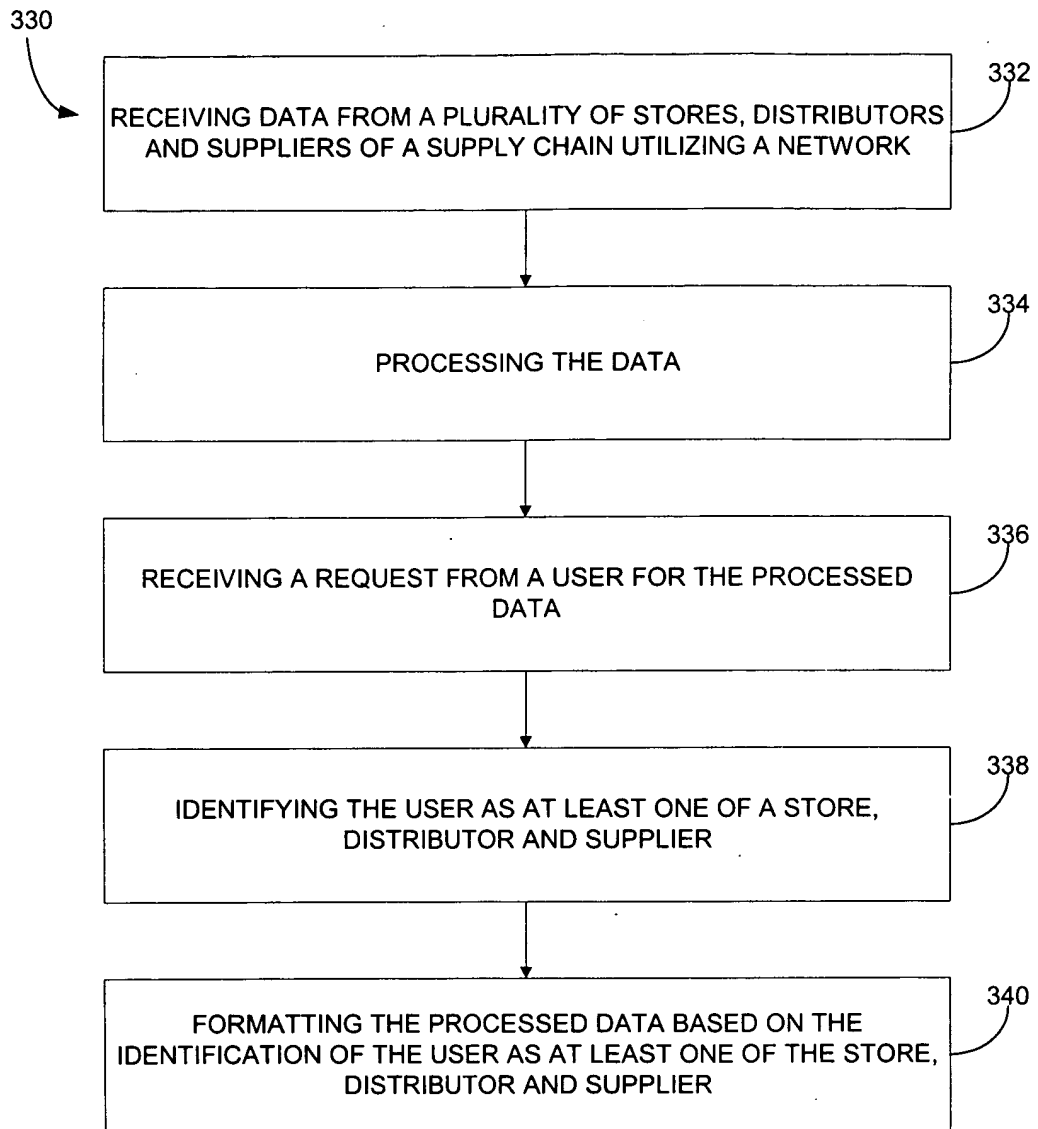 330
332
RECEIVING DATA FROM A PLURALITY OF STORES, DISTRIBUTORS
AND SUPPLIERS OF A SUPPLY CHAIN UTILIZING A NETWORK
334
PROCESSING THE DATA
336
RECEIVING A REQUEST FROM A USER FOR THE PROCESSED
DATA
338
IDENTIFYING THE USER AS AT LEAST ONE OF A STORE,
DISTRIBUTOR AND SUPPLIER
340
FORMATTING THE PROCESSED DATA BASED ON THE
IDENTIFICATION OF THE USER AS AT LEAST ONE OF THE STORE,
DISTRIBUTOR AND SUPPLIER